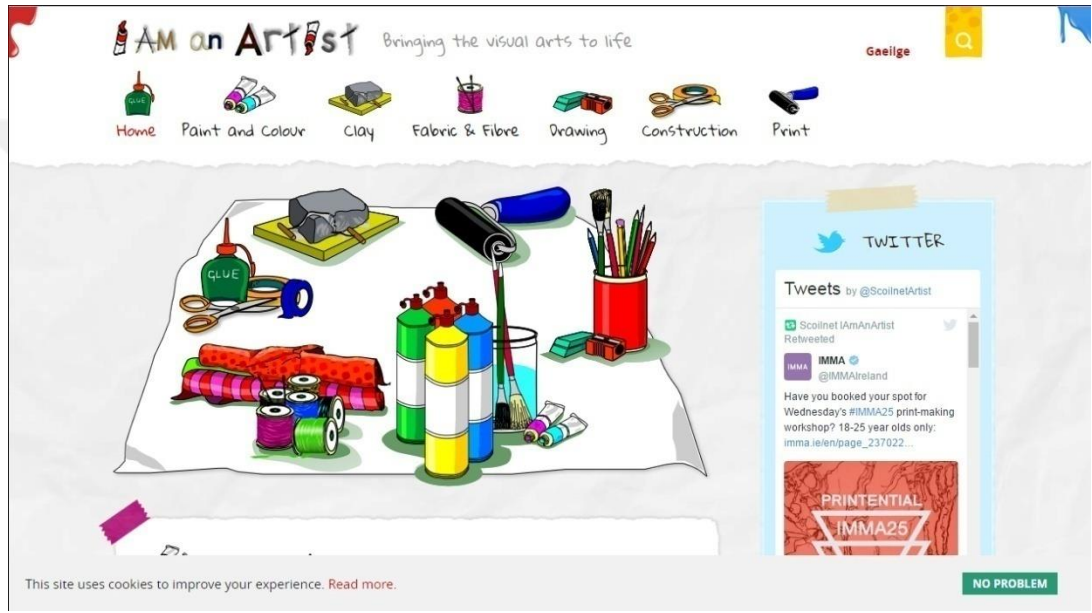 I AM an ARTIST
Bringing the visual arts to life
Gaeilge
GLUE
Home
Paint and Colour
Clay
Fabric & Fibre
Drawing
Construction
Print
GLUE
TWITTER
Tweets by @ScoilnetArtist
Scoilnet IAmAnArtist
Retweeted
IMMA
IMMA
@IMMAIreland
Have you booked your spot for
Wednesday's #IMMA25 print-making
workshop? 18-25 year olds only:
imma.ie/en/page_237022…
PRINTENTIAL
IMMA25
This site uses cookies to improve your experience. Read more.
NO PROBLEM